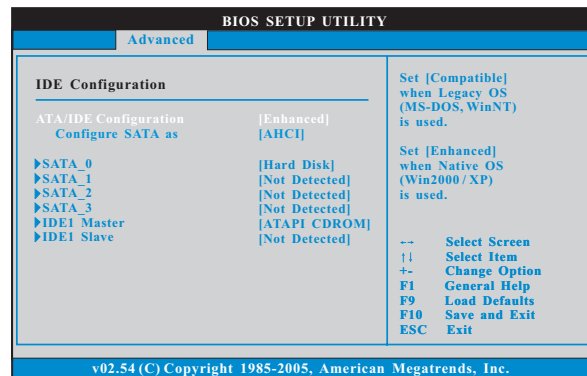 BIOS SETUP UTILITY
Advanced
IDE Configuration
ATA/IDE Configuration [Enhanced]
Configure SATA as [AHCI]
SATA_0 [Hard Disk]
SATA_1 [Not Detected]
SATA_2 [Not Detected]
SATA_3 [Not Detected]
IDE1 Master [ATAPI CDROM]
IDE1 Slave [Not Detected]
Set [Compatible]
when Legacy OS
(MS-DOS, WinNT)
is used.
Set [Enhanced]
when Native OS
(Win2000 / XP)
is used.
←→ Select Screen
↑↓ Select Item
+- Change Option
F1 General Help
F9 Load Defaults
F10 Save and Exit
ESC Exit
v02.54 (C) Copyright 1985-2005, American Megatrends, Inc.